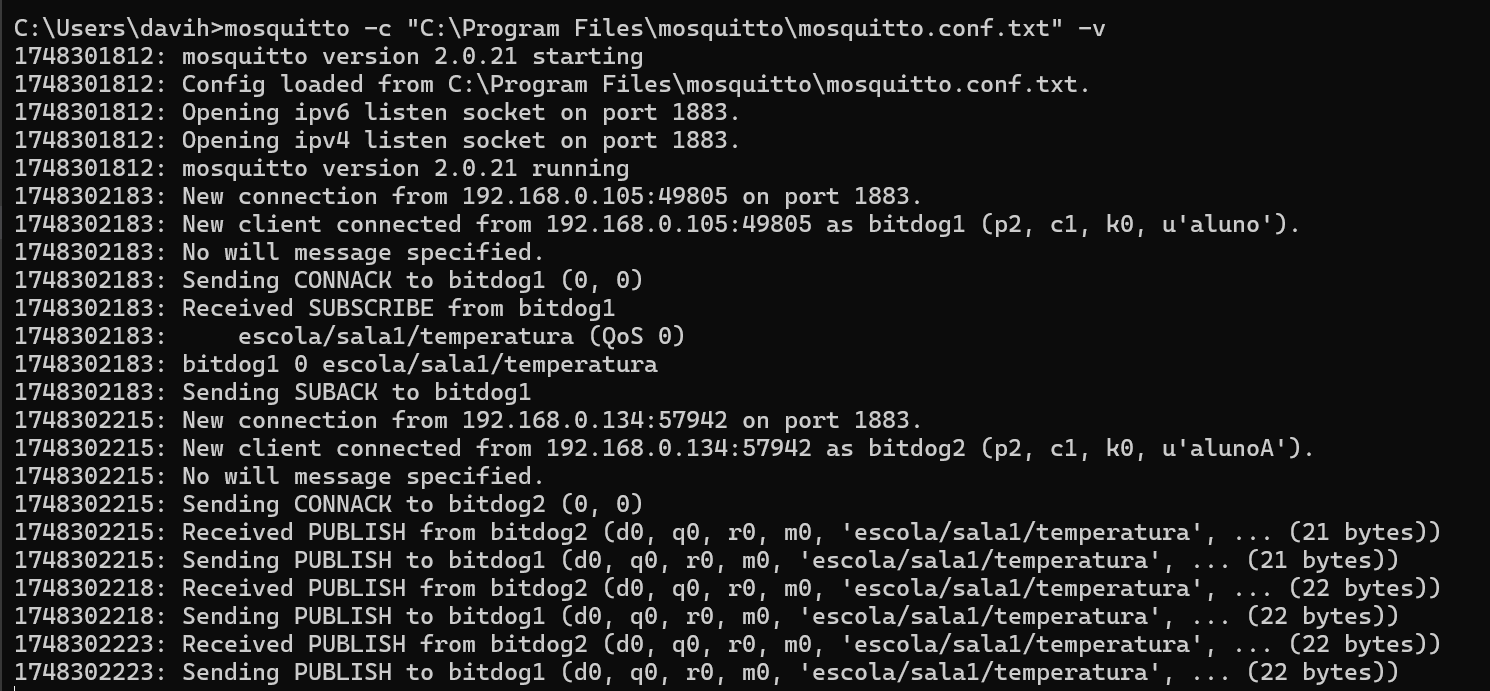 C:\Users\davih>mosquitto -c "C:\Program Files\mosquitto\mosquitto.conf.txt" -v
1748301812: mosquitto version 2.0.21 starting
1748301812: Config loaded from C:\Program Files\mosquitto\mosquitto.conf.txt.
1748301812: Opening ipv6 listen socket on port 1883.
1748301812: Opening ipv4 listen socket on port 1883.
1748301812: mosquitto version 2.0.21 running
1748302183: New connection from 192.168.0.105:49805 on port 1883.
1748302183: New client connected from 192.168.0.105:49805 as bitdog1 (p2, c1, k0, u'aluno').
1748302183: No will message specified.
1748302183: Sending CONNACK to bitdog1 (0, 0)
1748302183: Received SUBSCRIBE from bitdog1
1748302183:     escola/sala1/temperatura (QoS 0)
1748302183: bitdog1 0 escola/sala1/temperatura
1748302183: Sending SUBACK to bitdog1
1748302215: New connection from 192.168.0.134:57942 on port 1883.
1748302215: New client connected from 192.168.0.134:57942 as bitdog2 (p2, c1, k0, u'alunoA').
1748302215: No will message specified.
1748302215: Sending CONNACK to bitdog2 (0, 0)
1748302215: Received PUBLISH from bitdog2 (d0, q0, r0, m0, 'escola/sala1/temperatura', ... (21 bytes))
1748302215: Sending PUBLISH to bitdog1 (d0, q0, r0, m0, 'escola/sala1/temperatura', ... (21 bytes))
1748302218: Received PUBLISH from bitdog2 (d0, q0, r0, m0, 'escola/sala1/temperatura', ... (22 bytes))
1748302218: Sending PUBLISH to bitdog1 (d0, q0, r0, m0, 'escola/sala1/temperatura', ... (22 bytes))
1748302223: Received PUBLISH from bitdog2 (d0, q0, r0, m0, 'escola/sala1/temperatura', ... (22 bytes))
1748302223: Sending PUBLISH to bitdog1 (d0, q0, r0, m0, 'escola/sala1/temperatura', ... (22 bytes))